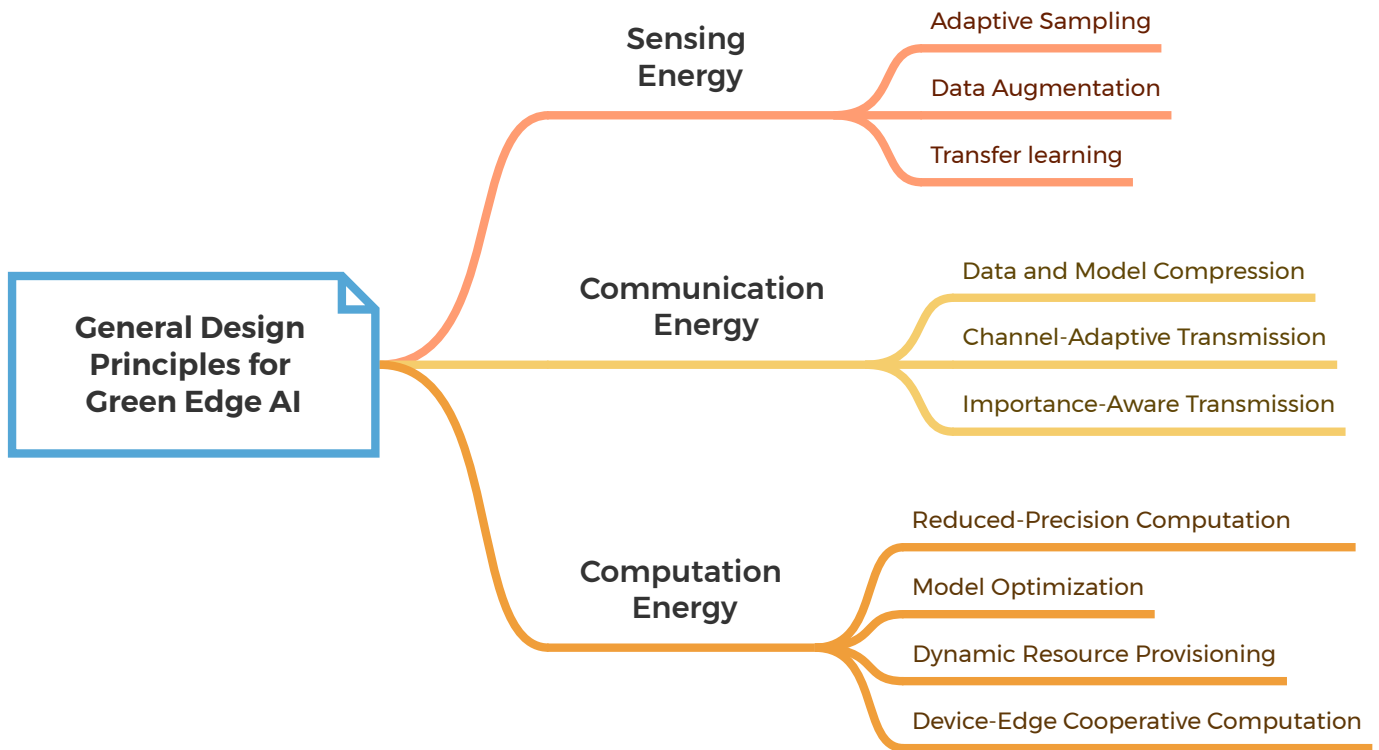 General Design
Principles for
Green Edge AI
Sensing
Energy
Adaptive Sampling
Data Augmentation
Transfer learning
Communication
Energy
Data and Model Compression
Channel-Adaptive Transmission
Importance-Aware Transmission
Computation
Energy
Reduced-Precision Computation
Model Optimization
Dynamic Resource Provisioning
Device-Edge Cooperative Computation